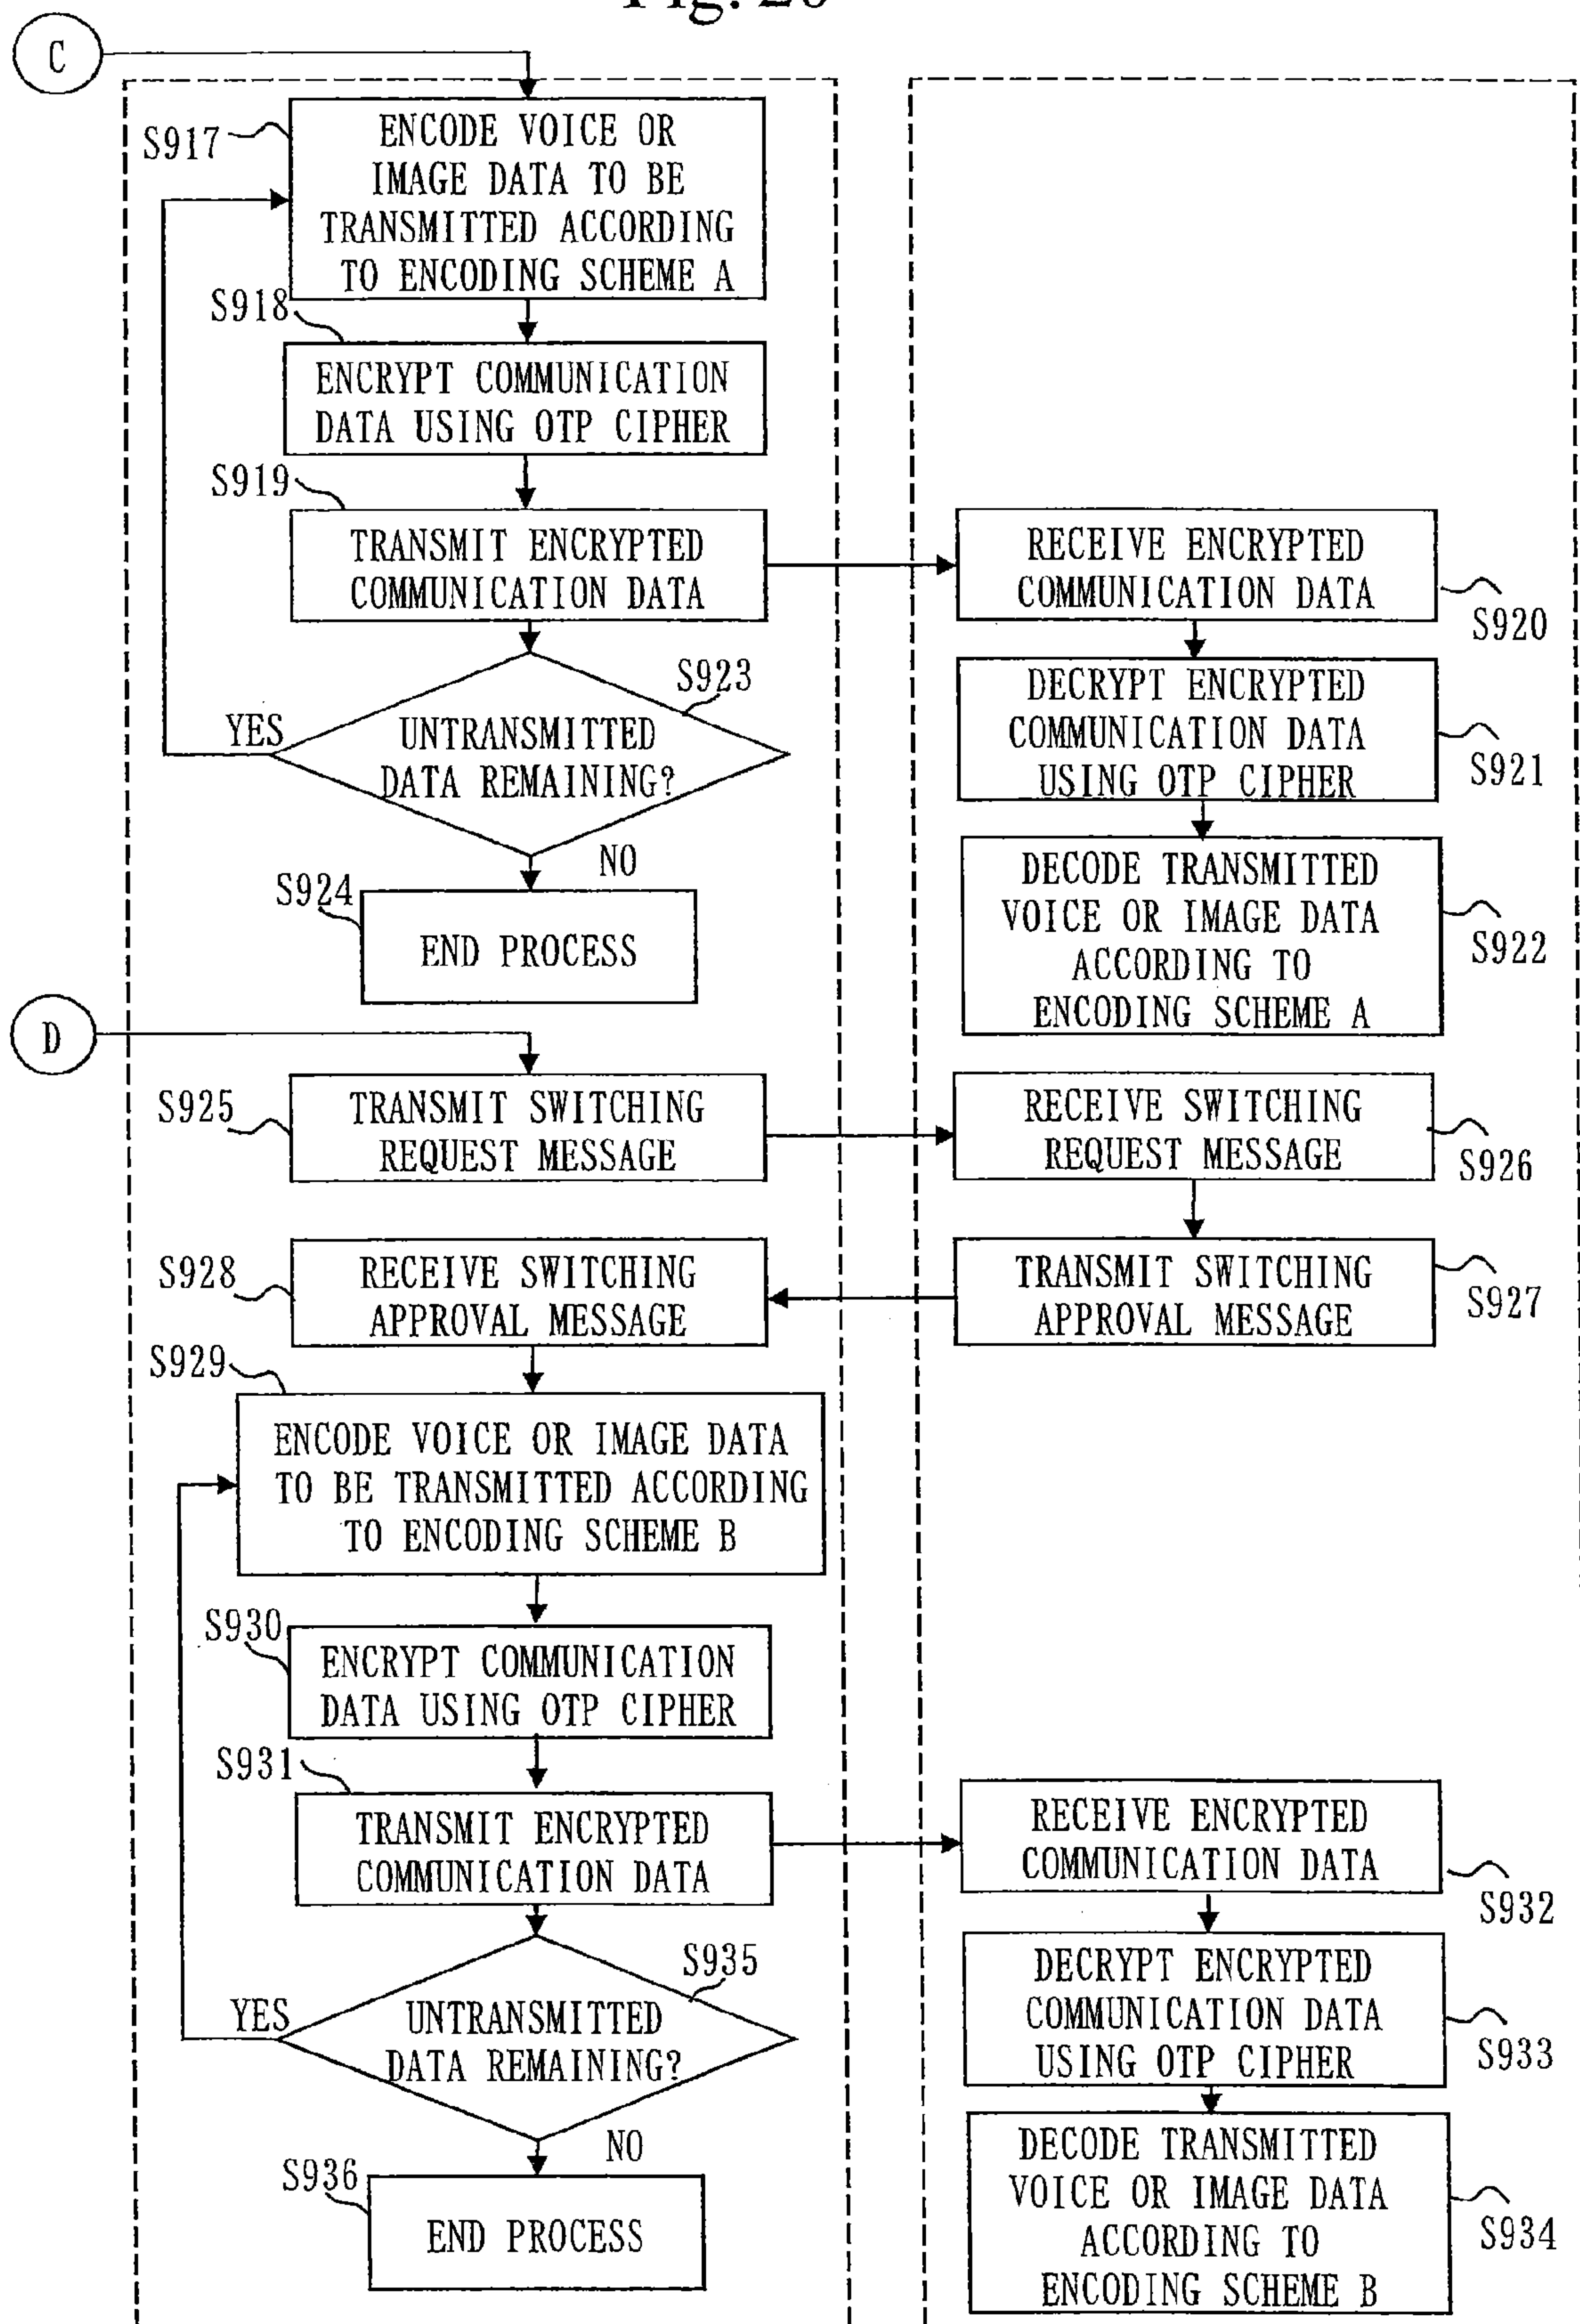 Fig. 20
C
S917
ENCODE VOICE OR
IMAGE DATA TO BE
TRANSMITTED ACCORDING
TO ENCODING SCHEME A
S918
ENCRYPT COMMUNICATION
DATA USING OTP CIPHER
S919
TRANSMIT ENCRYPTED
COMMUNICATION DATA
RECEIVE ENCRYPTED
COMMUNICATION DATA
S920
S923
YES
UNTRANSMITTED
DATA REMAINING?
NO
DECRYPT ENCRYPTED
COMMUNICATION DATA
USING OTP CIPHER
S921
S924
END PROCESS
DECODE TRANSMITTED
VOICE OR IMAGE DATA
ACCORDING TO
ENCODING SCHEME A
S922
D
S925
TRANSMIT SWITCHING
REQUEST MESSAGE
RECEIVE SWITCHING
REQUEST MESSAGE
S926
S928
RECEIVE SWITCHING
APPROVAL MESSAGE
TRANSMIT SWITCHING
APPROVAL MESSAGE
S927
S929
ENCODE VOICE OR IMAGE DATA
TO BE TRANSMITTED ACCORDING
TO ENCODING SCHEME B
S930
ENCRYPT COMMUNICATION
DATA USING OTP CIPHER
S931
TRANSMIT ENCRYPTED
COMMUNICATION DATA
RECEIVE ENCRYPTED
COMMUNICATION DATA
S932
S935
YES
UNTRANSMITTED
DATA REMAINING?
NO
DECRYPT ENCRYPTED
COMMUNICATION DATA
USING OTP CIPHER
S933
S936
END PROCESS
DECODE TRANSMITTED
VOICE OR IMAGE DATA
ACCORDING TO
ENCODING SCHEME B
S934